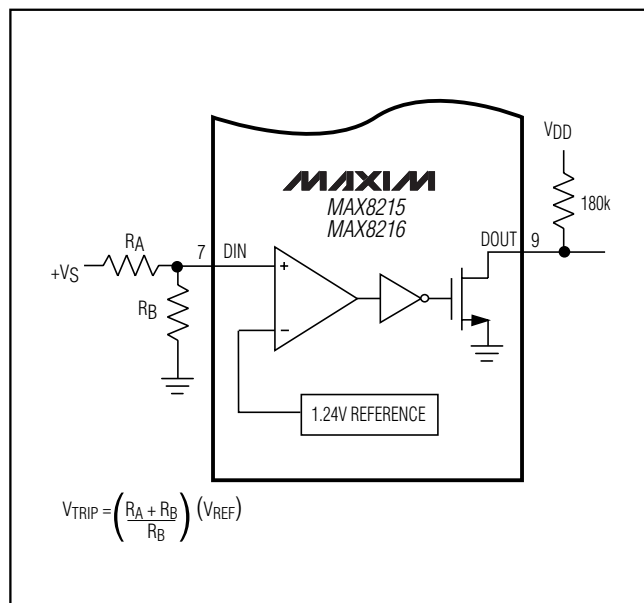 VDD
MAXIM
MAX8215
MAX8216
180k
RA
7
DIN
DOUT
9
+VS
+
RB
−
1.24V REFERENCE
VTRIP = (RA + RB / RB) (VREF)